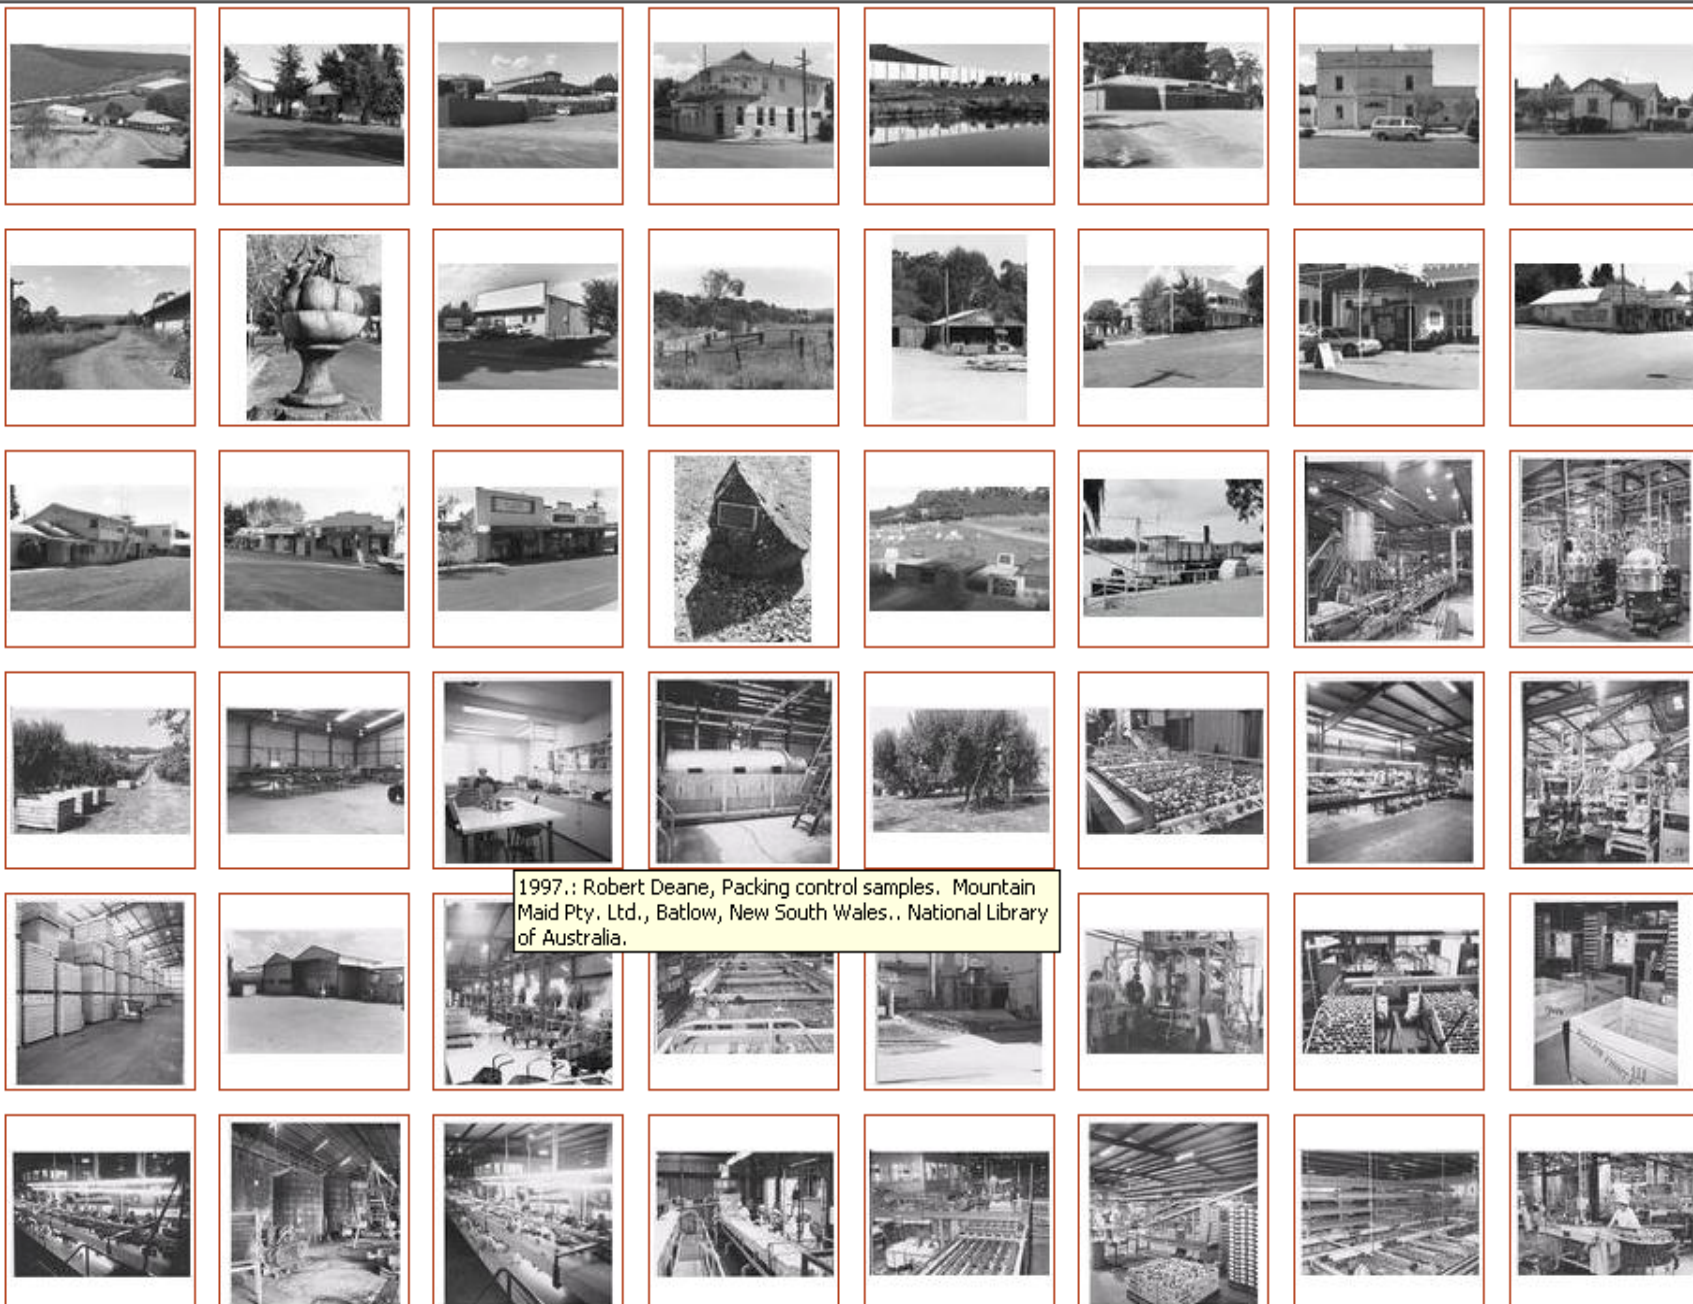 1997.: Robert Deane, Packing control samples.  Mountain
Maid Pty. Ltd., Batlow, New South Wales.. National Library
of Australia.